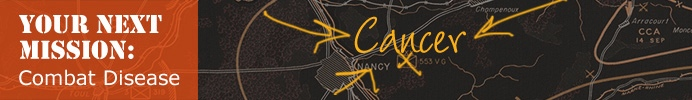 YOUR NEXT
MISSION:
Combat Disease
Cancer
NANCY
553 VG
Champenoux
Arracourt
CCA
14 SEP